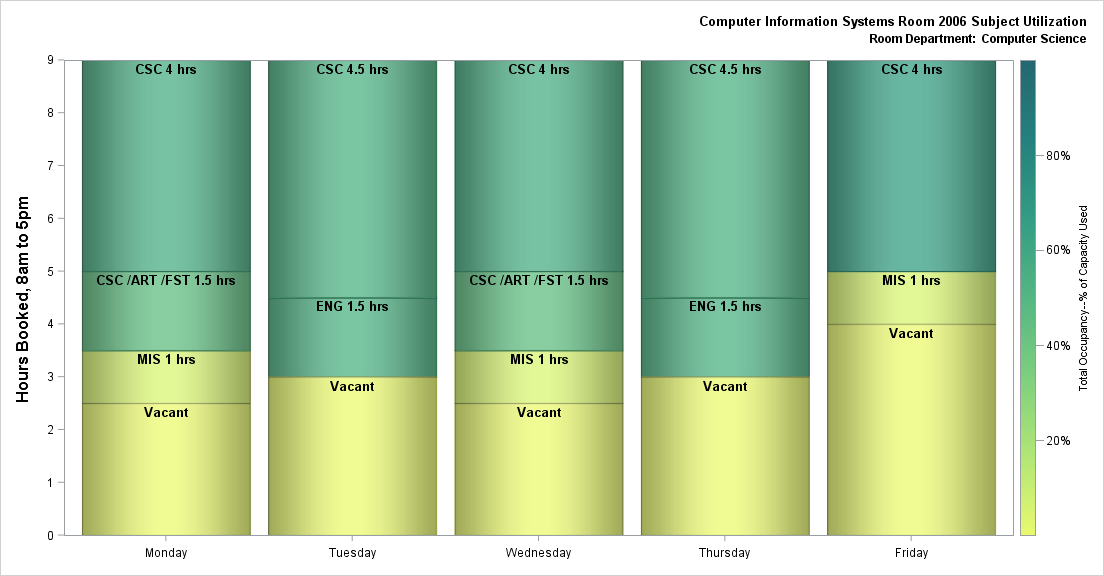 Computer Information Systems Room 2006 Subject Utilization
Room Department: Computer Science
Hours Booked, 8am to 5pm
9
8
7
6
5
4
3
2
1
0
CSC 4 hrs
CSC /ART /FST 1.5 hrs
MIS 1 hrs
Vacant
CSC 4.5 hrs
ENG 1.5 hrs
Vacant
CSC 4 hrs
CSC /ART /FST 1.5 hrs
MIS 1 hrs
Vacant
CSC 4.5 hrs
ENG 1.5 hrs
Vacant
CSC 4 hrs
MIS 1 hrs
Vacant
Monday
Tuesday
Wednesday
Thursday
Friday
80%
60%
40%
20%
Total Occupancy--% of Capacity Used